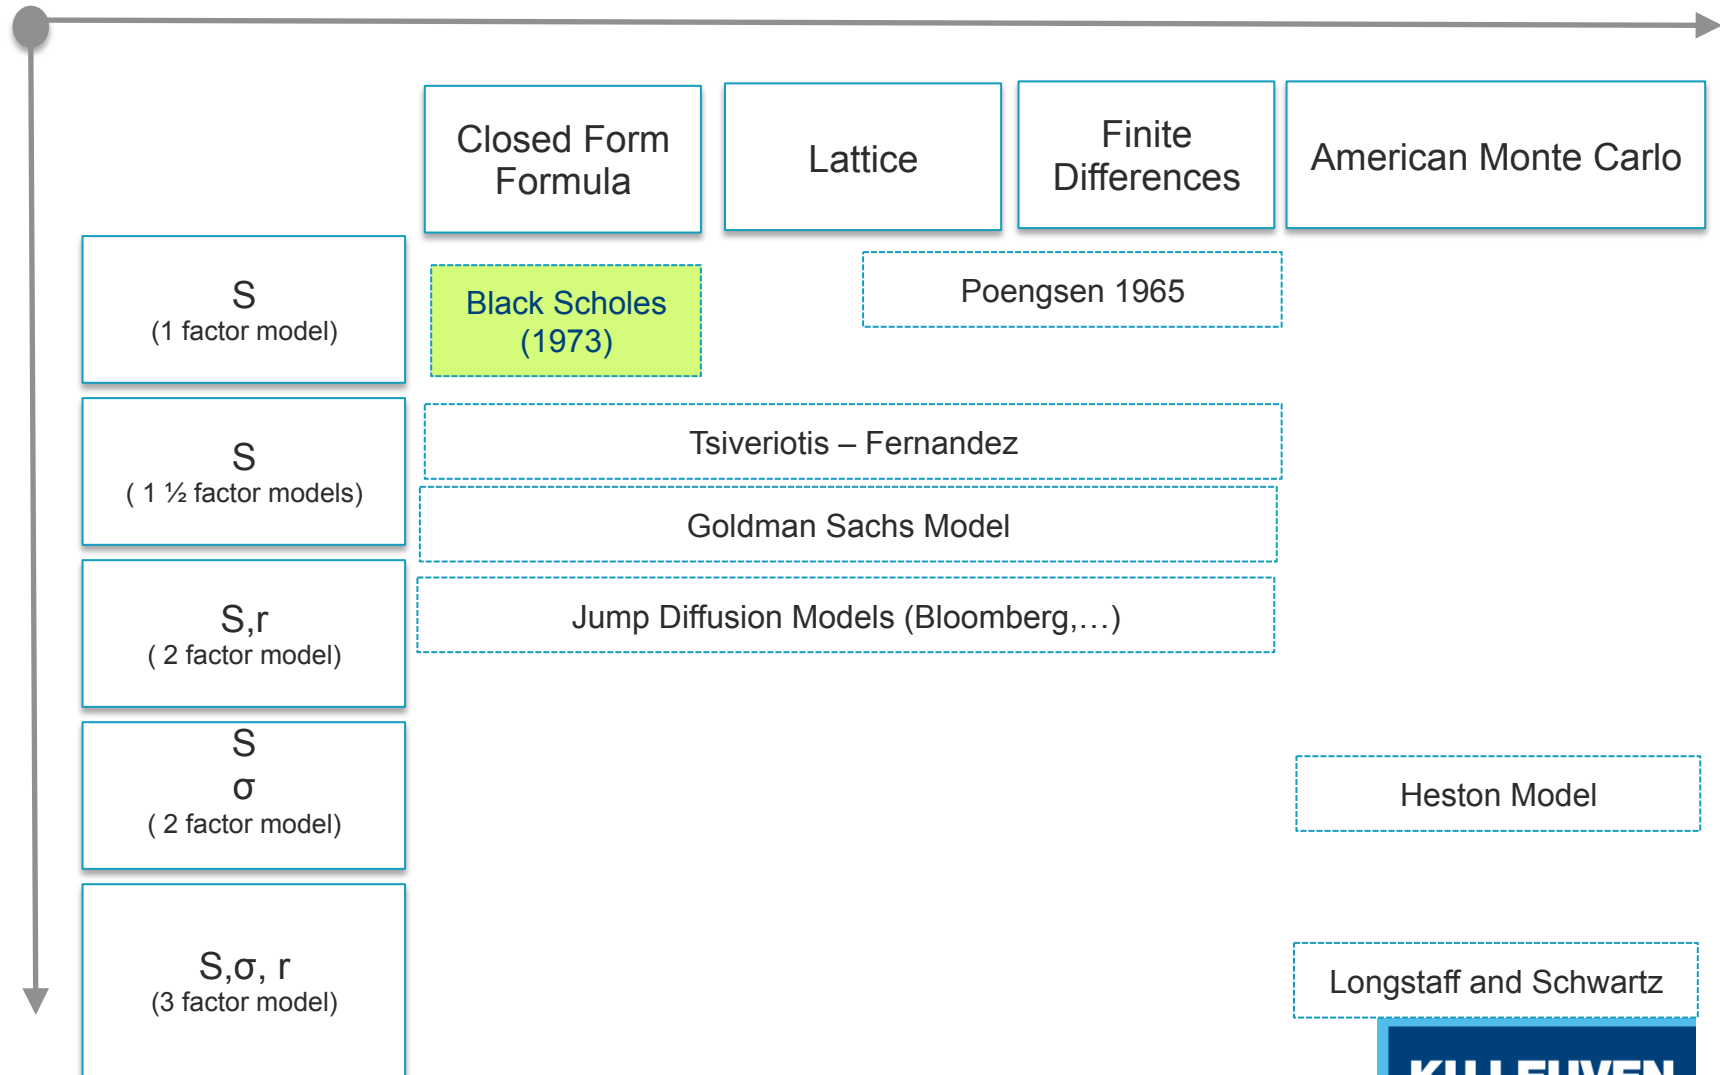 Closed Form
Formula
Lattice
Finite
Differences
American Monte Carlo
S
(1 factor model)
Black Scholes
(1973)
Poengsen 1965
S
( 1 ½ factor models)
Tsiveriotis – Fernandez
Goldman Sachs Model
S,r
( 2 factor model)
Jump Diffusion Models (Bloomberg,…)
S
σ
( 2 factor model)
Heston Model
S,σ, r
(3 factor model)
Longstaff and Schwartz
KU LEUVEN